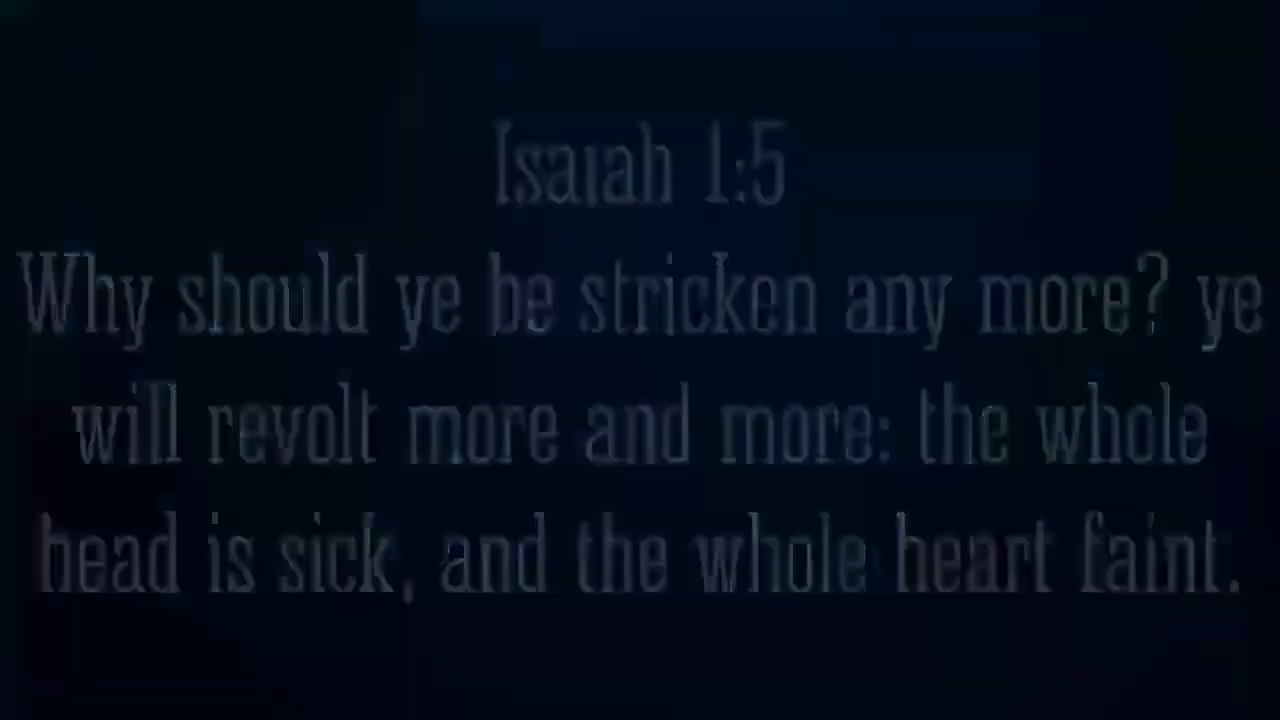 Isaiah 1:5
Why should ye be stricken any more? ye
will revolt more and more: the whole
head is sick, and the whole heart faint.